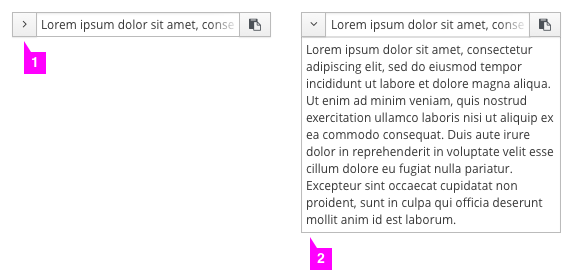 Lorem ipsum dolor sit amet, conse
1
Lorem ipsum dolor sit amet, conse
Lorem ipsum dolor sit amet, consectetur
adipiscing elit, sed do eiusmod tempor
incididunt ut labore et dolore magna aliqua.
Ut enim ad minim veniam, quis nostrud
exercitation ullamco laboris nisi ut aliquip ex
ea commodo consequat. Duis aute irure
dolor in reprehenderit in voluptate velit esse
cillum dolore eu fugiat nulla pariatur.
Excepteur sint occaecat cupidatat non
proident, sunt in culpa qui officia deserunt
mollit anim id est laborum.
2